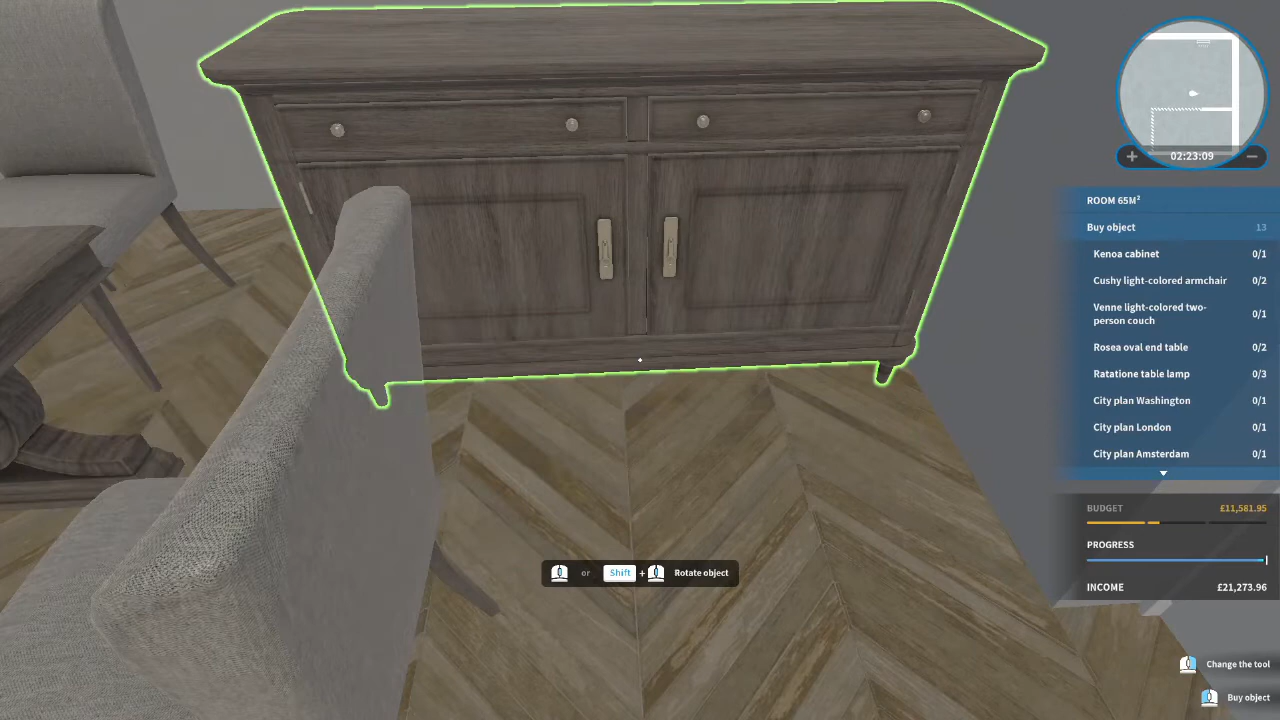 02:23:09
ROOM 65M²
Buy object 13
Kenoa cabinet 0/1
Cushy light-colored armchair 0/2
Venne light-colored two-
person couch 0/1
Rosea oval end table 0/2
Ratatione table lamp 0/3
City plan Washington 0/1
City plan London 0/1
City plan Amsterdam 0/1
BUDGET £11,581.95
PROGRESS
INCOME £21,273.96
or Shift + Rotate object
Change the tool
Buy object